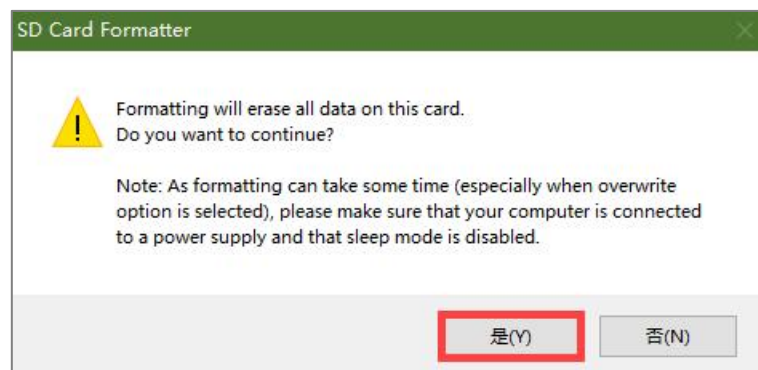 SD Card Formatter
Formatting will erase all data on this card.
Do you want to continue?
Note: As formatting can take some time (especially when overwrite
option is selected), please make sure that your computer is connected
to a power supply and that sleep mode is disabled.
是(Y) 否(N)